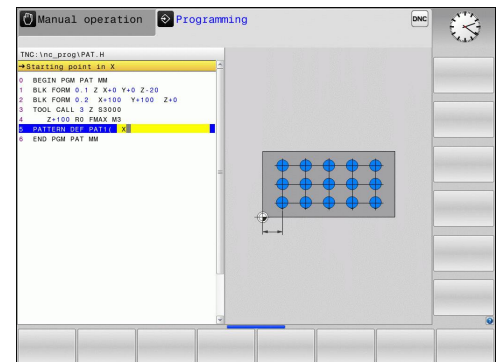 Manual operation
Programming
DNC
TNC:\nc_prog\PAT.H
→Starting point in X
0 BEGIN PGM PAT MM
1 BLK FORM 0.1 Z X+0 Y+0 Z-20
2 BLK FORM 0.2 X+100 Y+100 Z+0
3 TOOL CALL 3 Z S3000
4 Z+100 R0 FMAX M3
5 PATTERN DEF PAT1( X
6 END PGM PAT MM